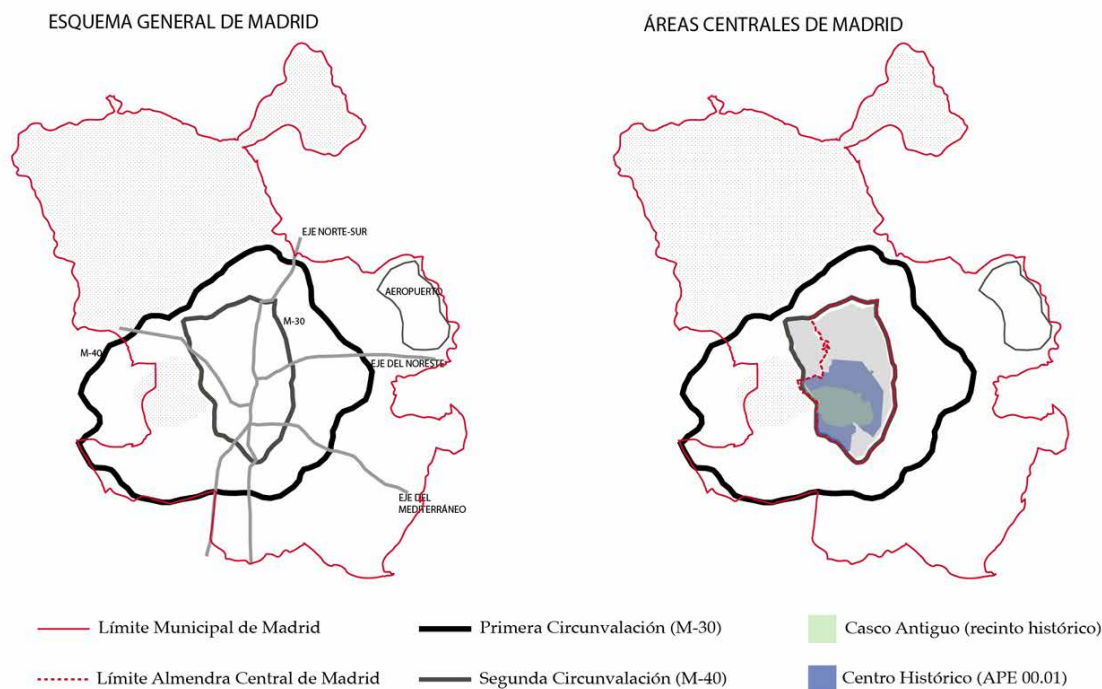 ESQUEMA GENERAL DE MADRID
ÁREAS CENTRALES DE MADRID
EJE NORTE-SUR
AEROPUERTO
M-30
M-40
EJE DEL NORESTE
EJE DEL
MEDITERRÁNEO
Límite Municipal de Madrid
Primera Circunvalación (M-30)
Casco Antiguo (recinto histórico)
Límite Almendra Central de Madrid
Segunda Circunvalación (M-40)
Centro Histórico (APE 00.01)